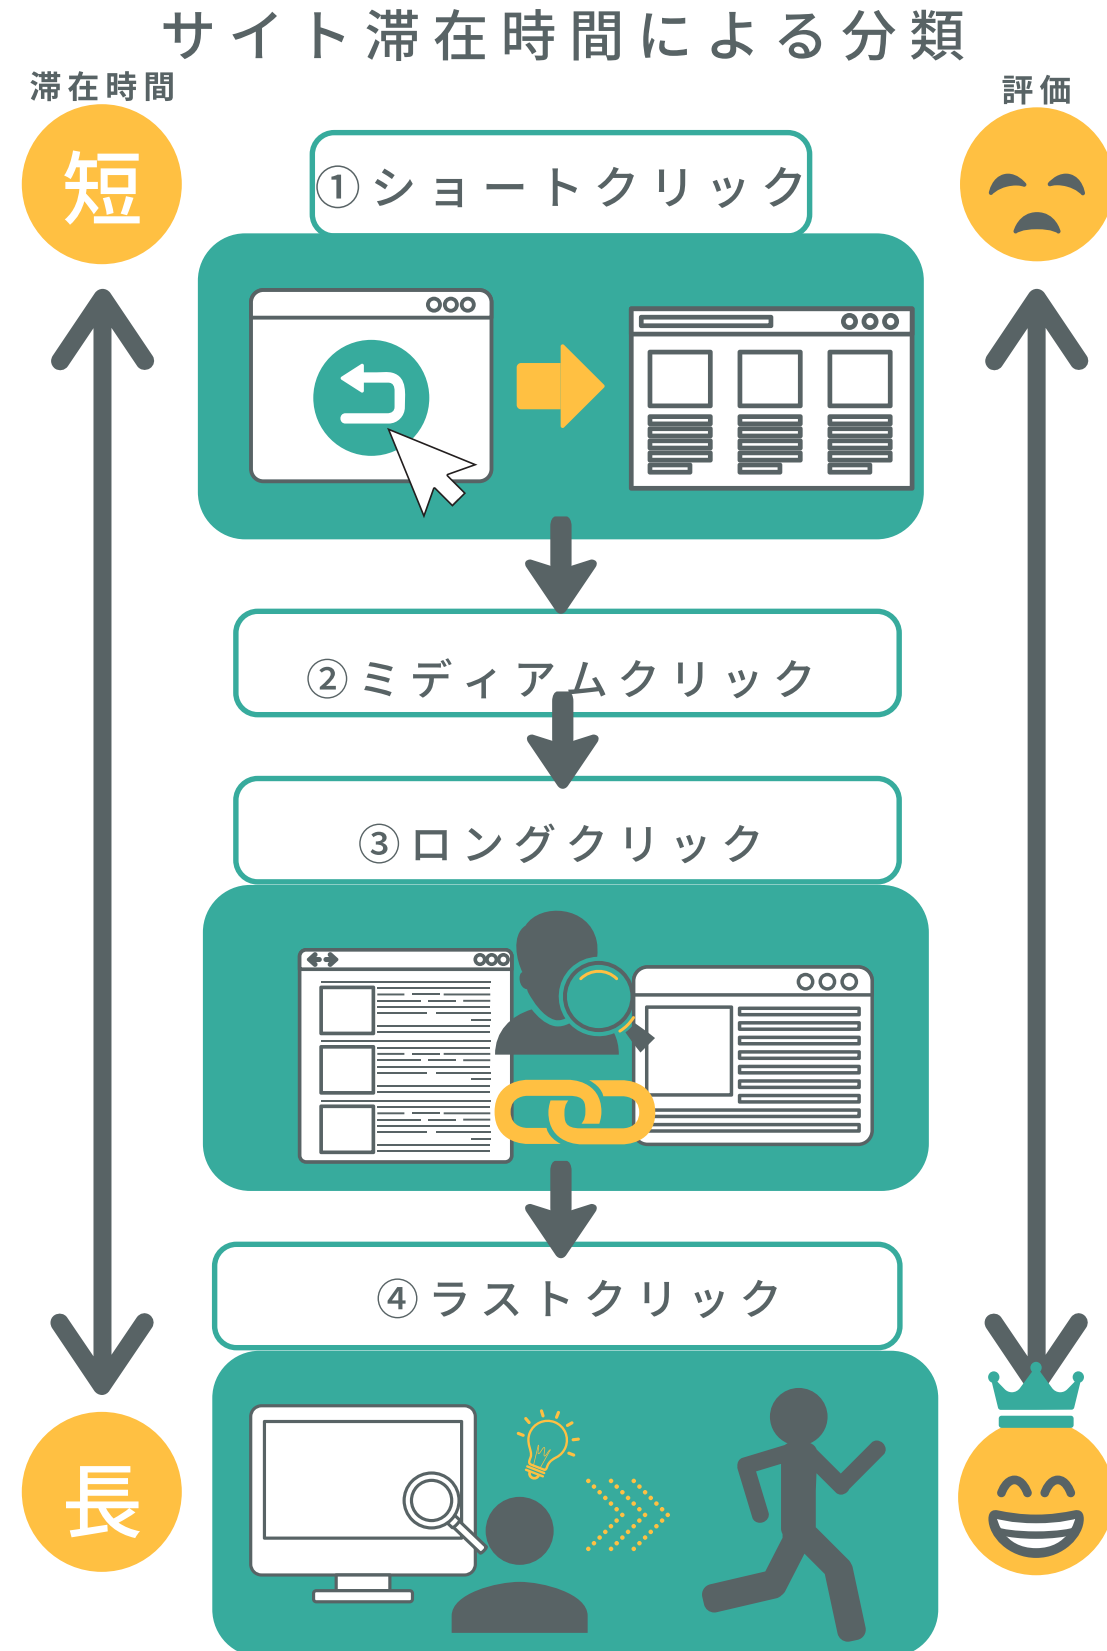 サイト滞在時間による分類
滞在時間
評価
短
①ショートクリック
②ミディアムクリック
③ロングクリック
④ラストクリック
長